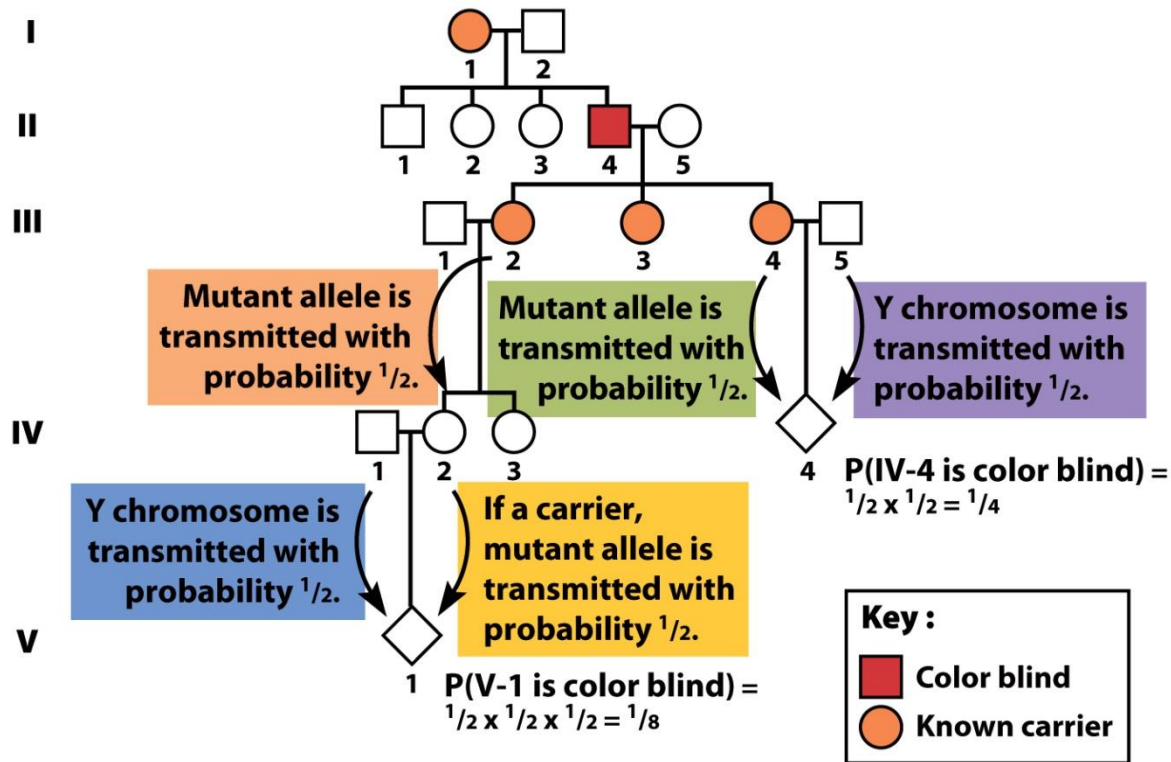 I
1 2
II
1 2 3 4 5
III
1 2 3 4 5
Mutant allele is
transmitted with
probability 1/2.
Mutant allele is
transmitted with
probability 1/2.
Y chromosome is
transmitted with
probability 1/2.
IV
1 2 3
4
P(IV-4 is color blind) =
1/2 x 1/2 = 1/4
Y chromosome is
transmitted with
probability 1/2.
If a carrier,
mutant allele is
transmitted with
probability 1/2.
V
1
P(V-1 is color blind) =
1/2 x 1/2 x 1/2 = 1/8
Key :
Color blind
Known carrier